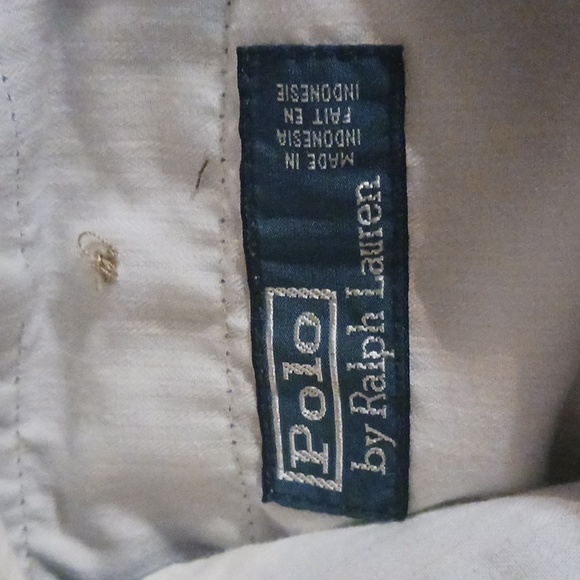 Polo
by Ralph Lauren
MADE IN
INDONESIA
FAIT EN
INDONESIE